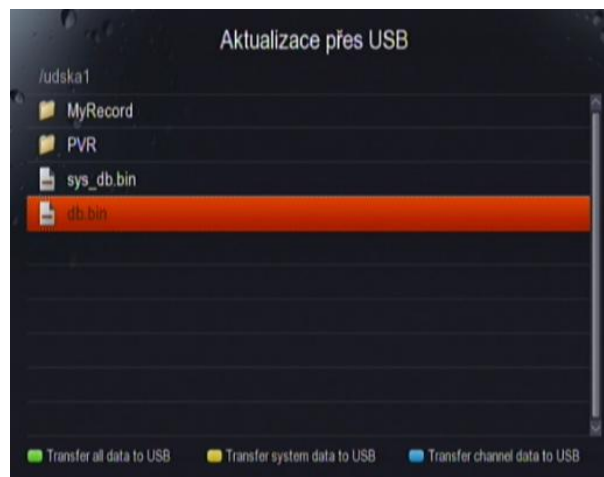 Aktualizace přes USB
/udska1
MyRecord
PVR
sys_db.bin
db.bin
Transfer all data to USB Transfer system data to USB Transfer channel data to USB